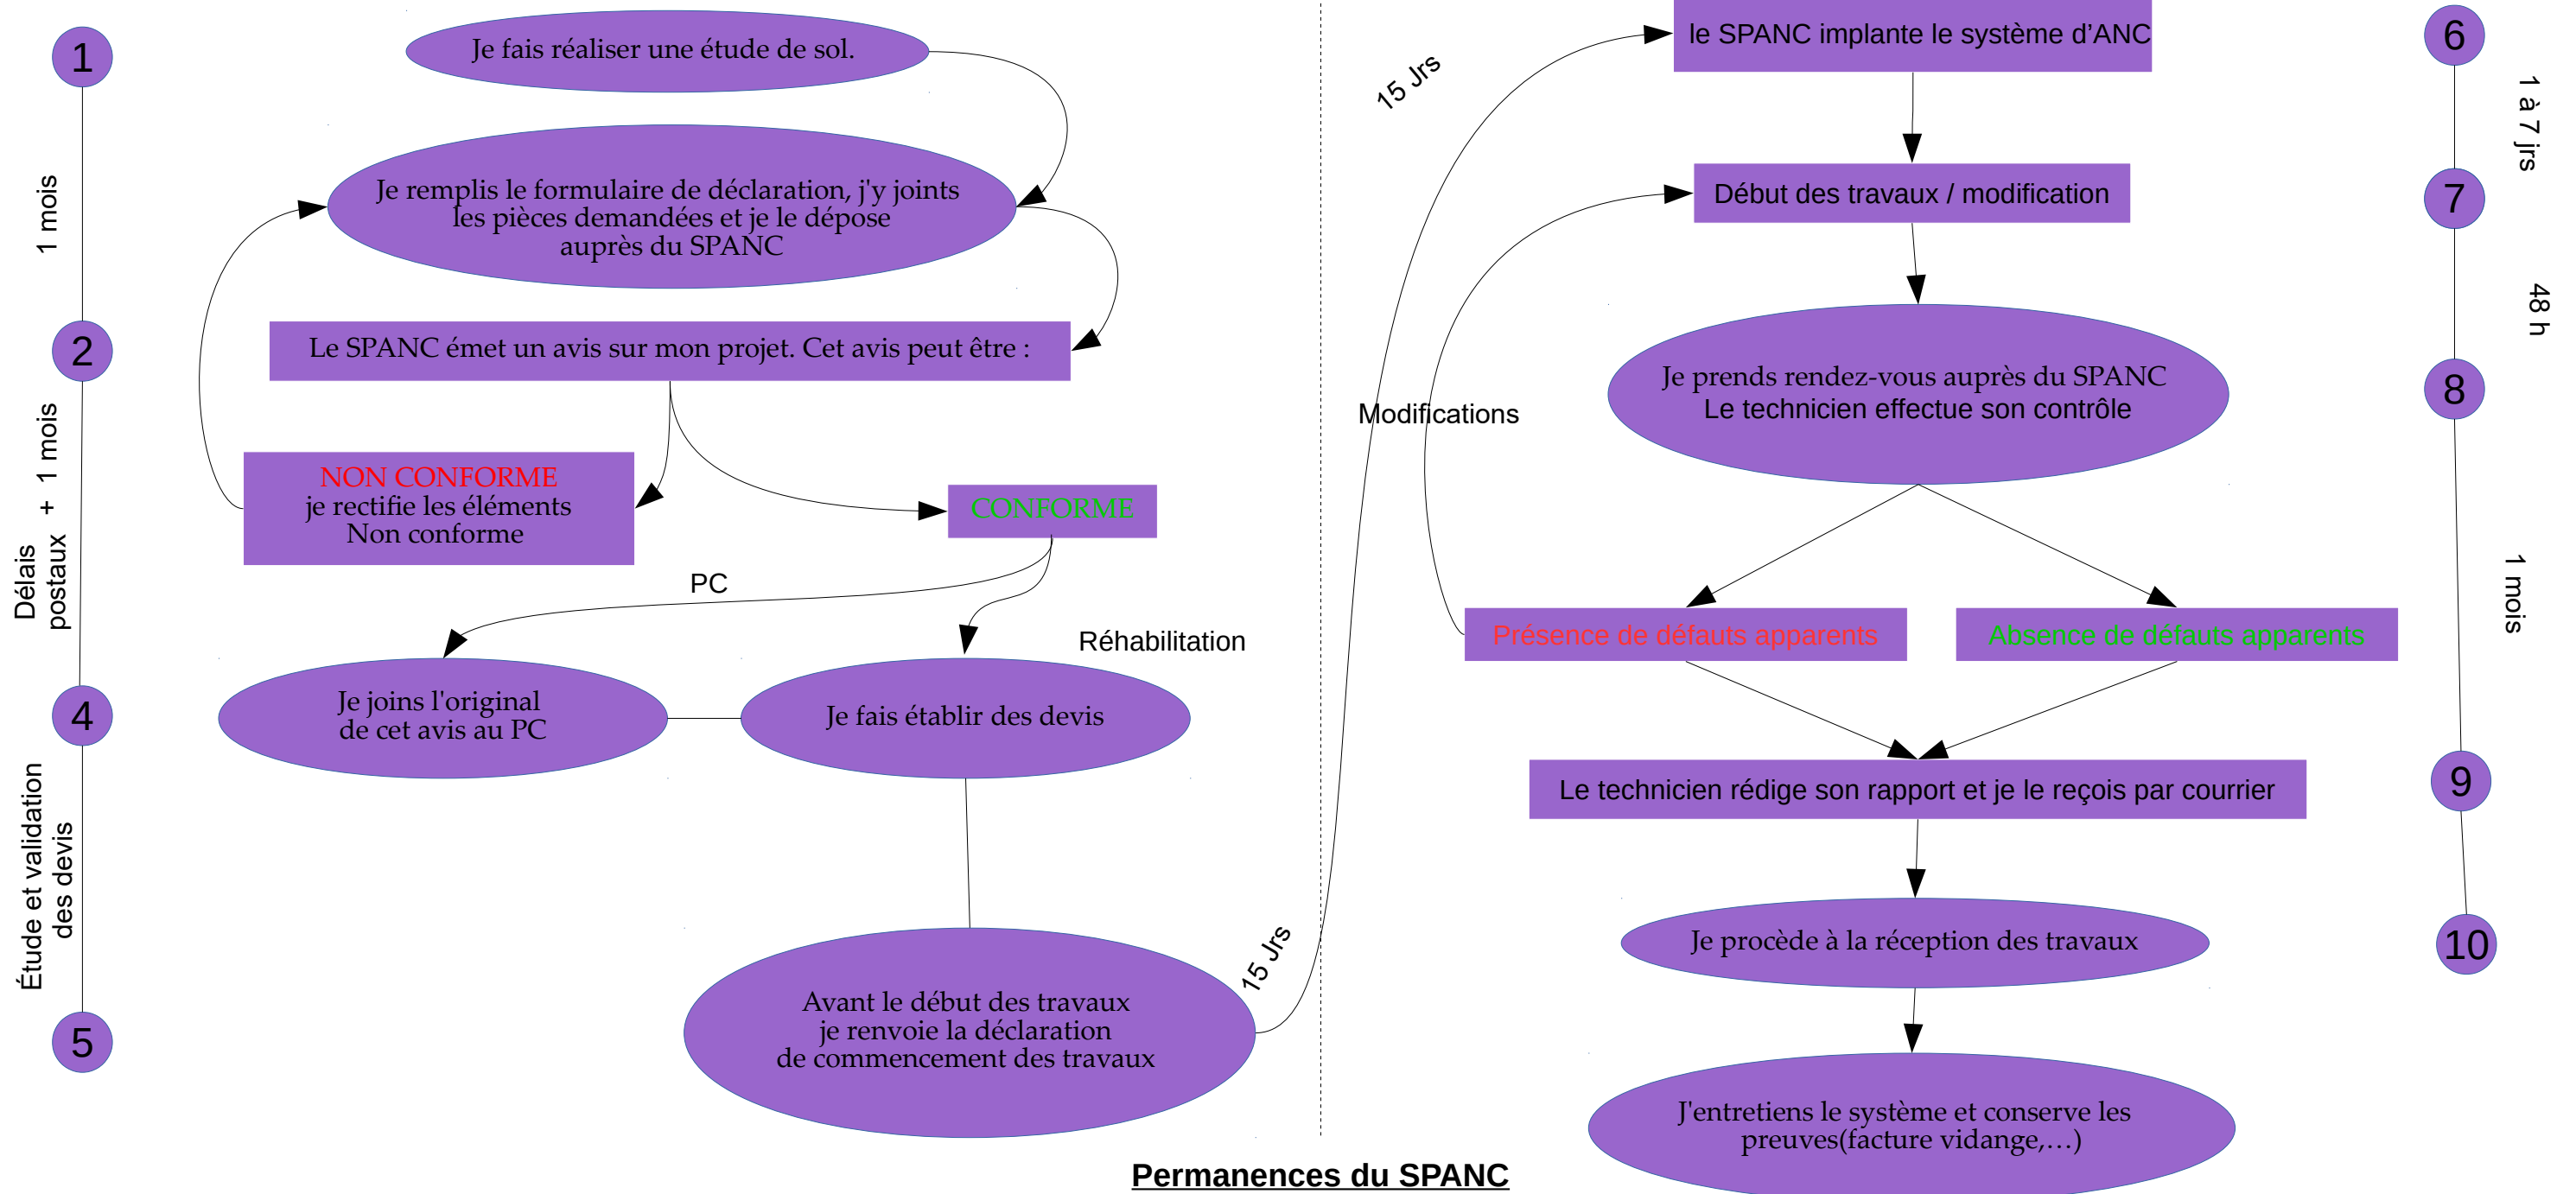 1
Je fais réaliser une étude de sol.
1 mois
Je remplis le formulaire de déclaration, j'y joints
les pièces demandées et je le dépose
auprès du SPANC
2
Le SPANC émet un avis sur mon projet. Cet avis peut être :
Délais + 1 mois
postaux
NON CONFORME
je rectifie les éléments
Non conforme
CONFORME
PC
Réhabilitation
4
Je joins l'original
de cet avis au PC
Je fais établir des devis
Étude et validation
des devis
5
Avant le début des travaux
je renvoie la déclaration
de commencement des travaux
15 Jrs
15 Jrs
le SPANC implante le système d'ANC
6
1 à 7 jrs
Début des travaux / modification
7
48 h
Modifications
Je prends rendez-vous auprès du SPANC
Le technicien effectue son contrôle
8
1 mois
Présence de défauts apparents
Absence de défauts apparents
Le technicien rédige son rapport et je le reçois par courrier
9
Je procède à la réception des travaux
10
J'entretiens le système et conserve les
preuves(facture vidange,…)
Permanences du SPANC